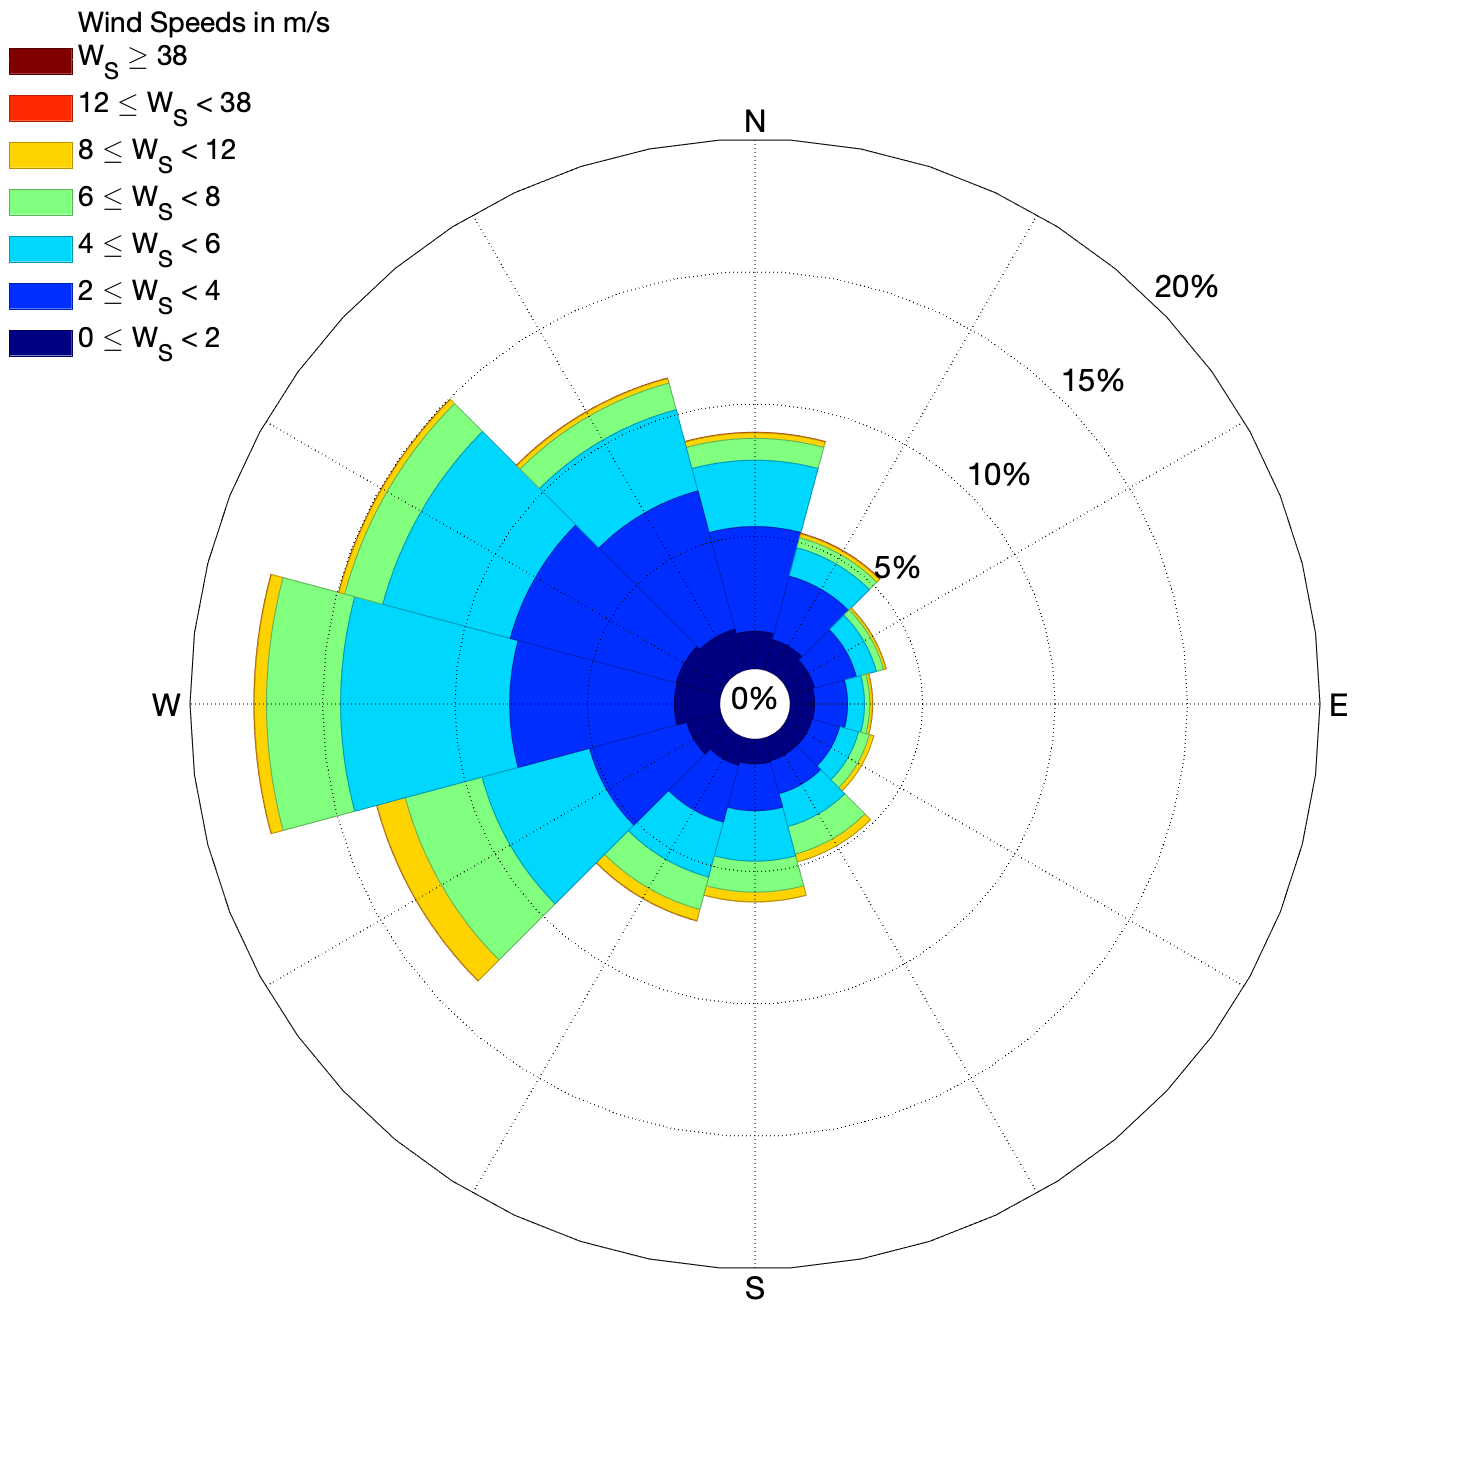 Wind Speeds in m/s
W_S ≥ 38
12 ≤ W_S < 38
8 ≤ W_S < 12
6 ≤ W_S < 8
4 ≤ W_S < 6
2 ≤ W_S < 4
0 ≤ W_S < 2
N
20%
15%
10%
5%
0%
W
E
S